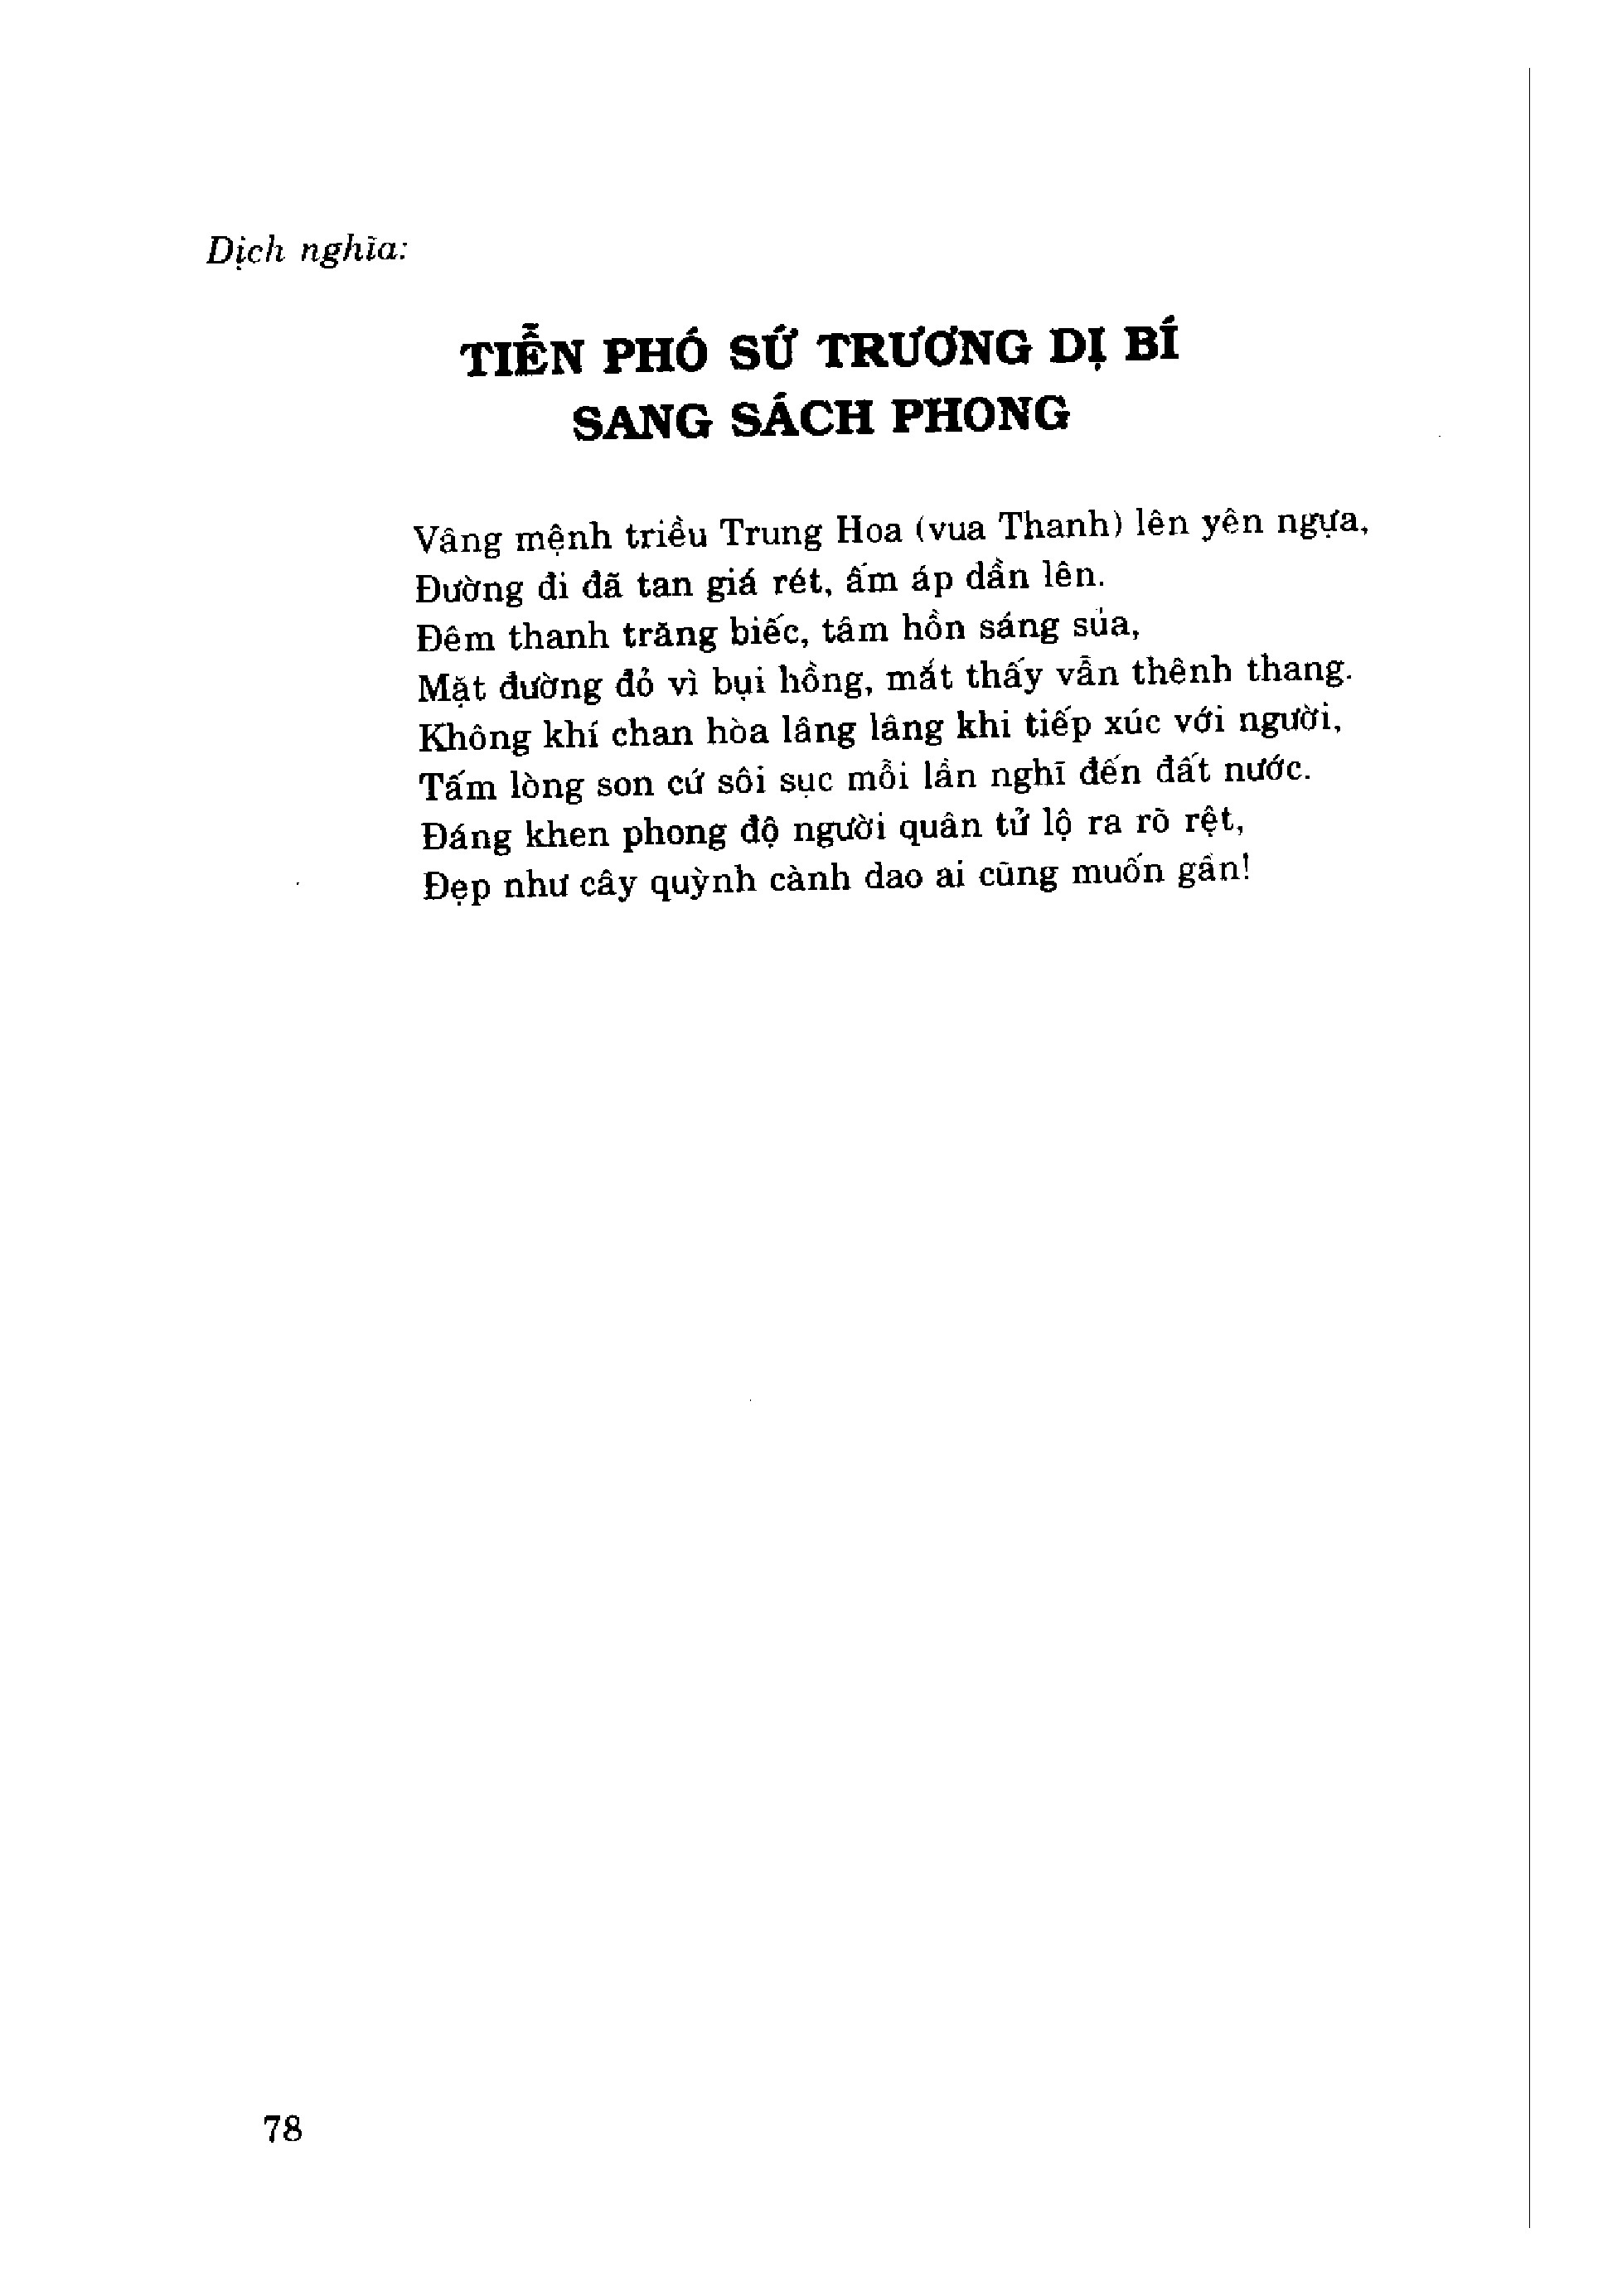 Dịch nghĩa:
TIỄN PHÓ SỨ TRƯƠNG DỊ BÍ
SANG SÁCH PHONG
Vâng mệnh triều Trung Hoa (vua Thanh) lên yên ngựa,
Đường đi đã tan giá rét, ấm áp dần lên.
Đêm thanh trăng biếc, tâm hồn sáng sủa,
Mặt đường đỏ vì bụi hồng, mắt thấy vẫn thênh thang.
Không khí chan hòa lâng lâng khi tiếp xúc với người,
Tấm lòng son cứ sôi sục mỗi lần nghĩ đến đất nước.
Đáng khen phong độ người quân tử lộ ra rõ rệt,
Đẹp như cây quỳnh cành dao ai cũng muốn gần!
78